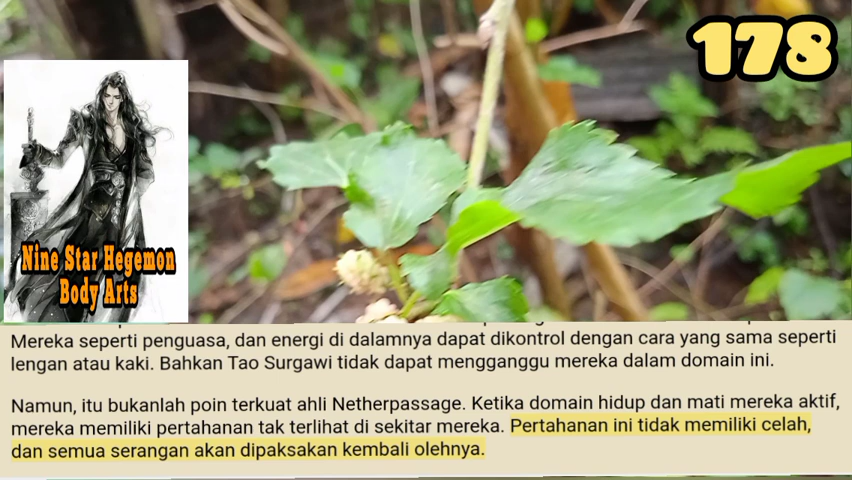 178
Nine Star Hegemon
Body Arts
Mereka seperti penguasa, dan energi di dalamnya dapat dikontrol dengan cara yang sama seperti
lengan atau kaki. Bahkan Tao Surgawi tidak dapat mengganggu mereka dalam domain ini.
Namun, itu bukanlah poin terkuat ahli Netherpassage. Ketika domain hidup dan mati mereka aktif,
mereka memiliki pertahanan tak terlihat di sekitar mereka. Pertahanan ini tidak memiliki celah,
dan semua serangan akan dipaksakan kembali olehnya.